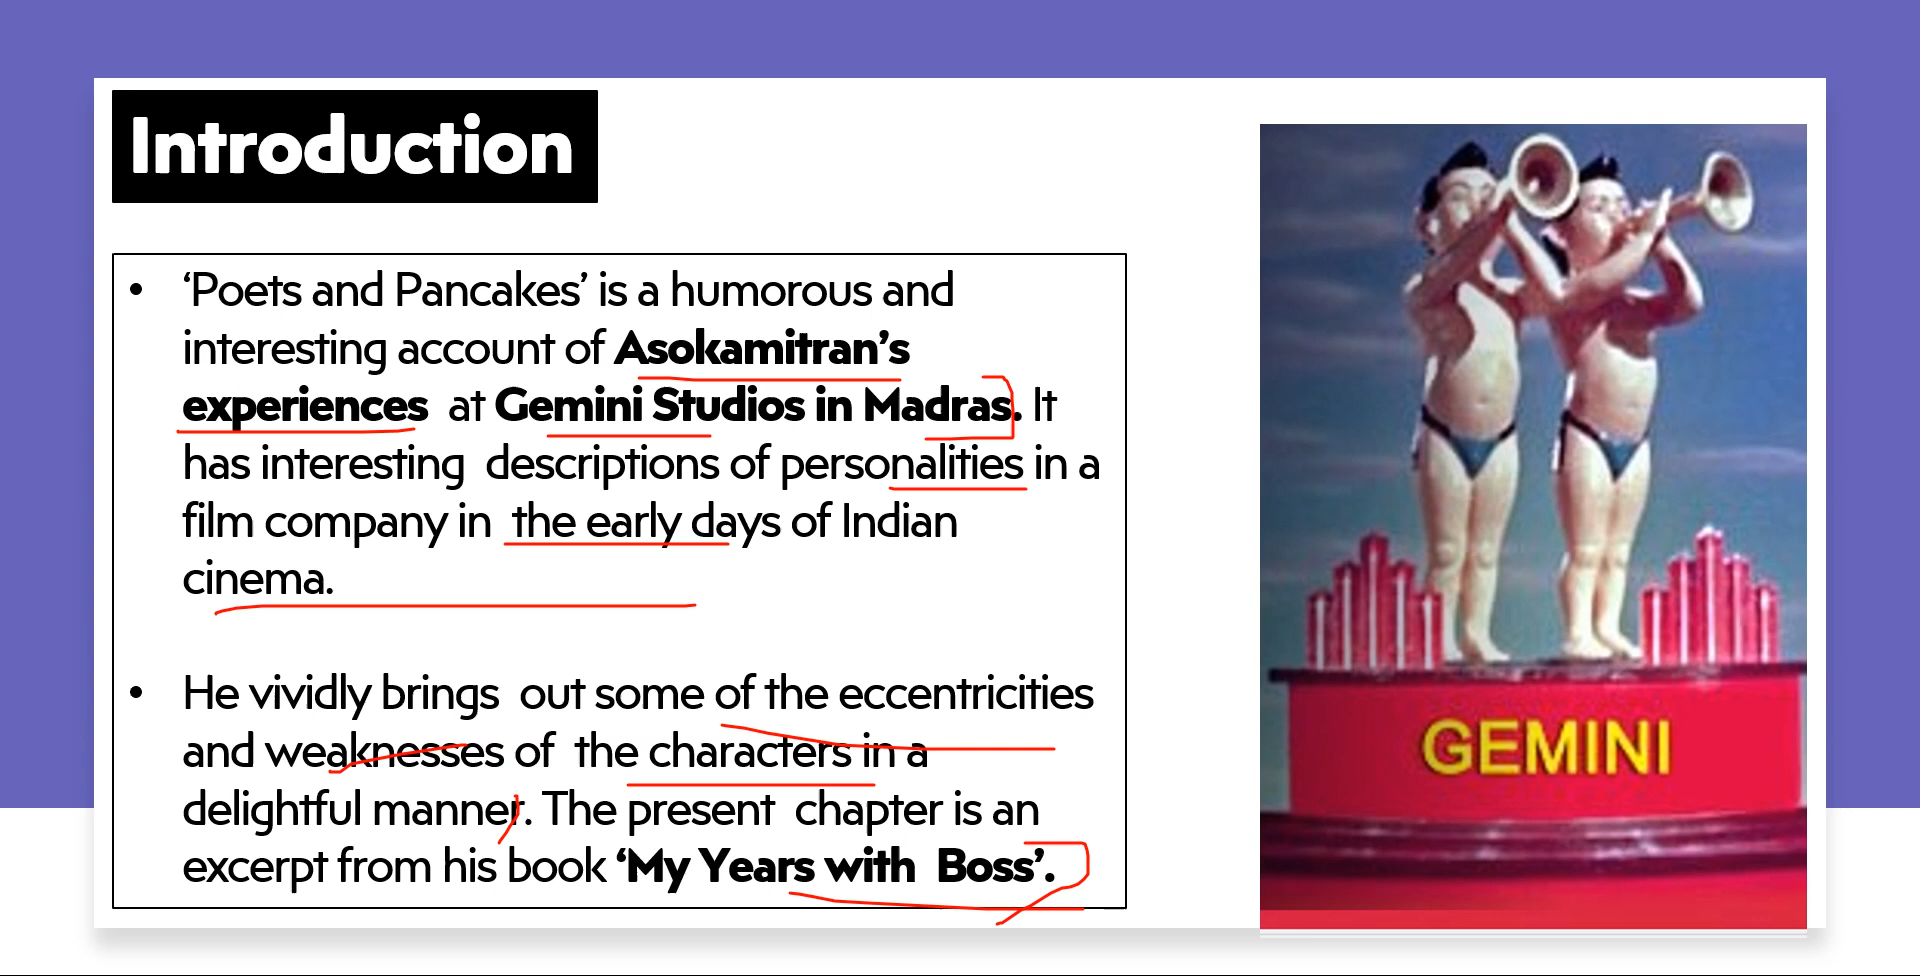 Introduction
• ‘Poets and Pancakes’ is a humorous and
interesting account of Asokamitran’s
experiences at Gemini Studios in Madras. It
has interesting descriptions of personalities in a
film company in the early days of Indian
cinema.
• He vividly brings out some of the eccentricities
and weaknesses of the characters in a
delightful manner. The present chapter is an
excerpt from his book ‘My Years with Boss’.
GEMINI